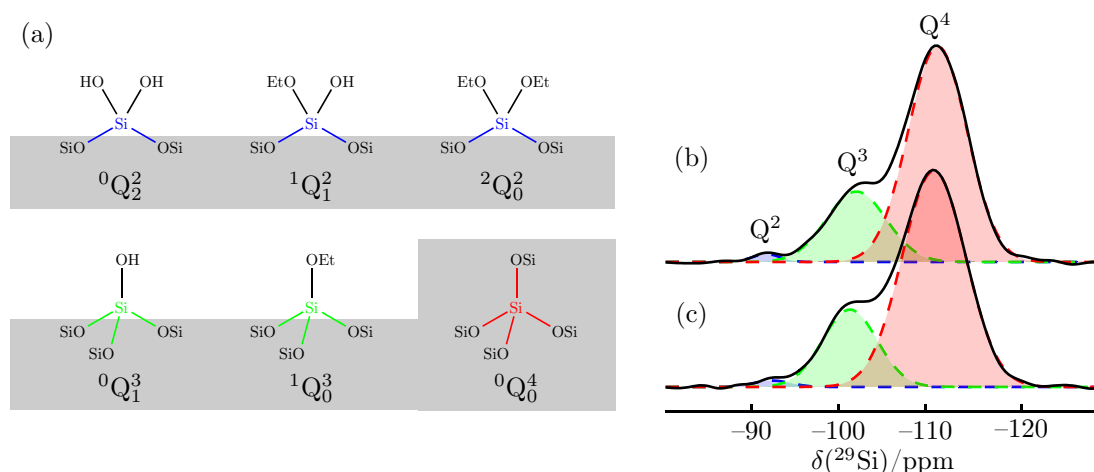 (a)
HO OH EtO OH EtO OEt
Si Si Si
SiO OSi SiO OSi SiO OSi
⁰Q²₂ ¹Q²₁ ²Q²₀
OH OEt OSi
Si Si Si
SiO OSi SiO OSi SiO OSi
SiO SiO SiO
⁰Q³₁ ¹Q³₀ ⁰Q⁴₀
Q⁴
(b)
Q³
Q²
(c)
–90 –100 –110 –120
δ(²⁹Si)/ppm